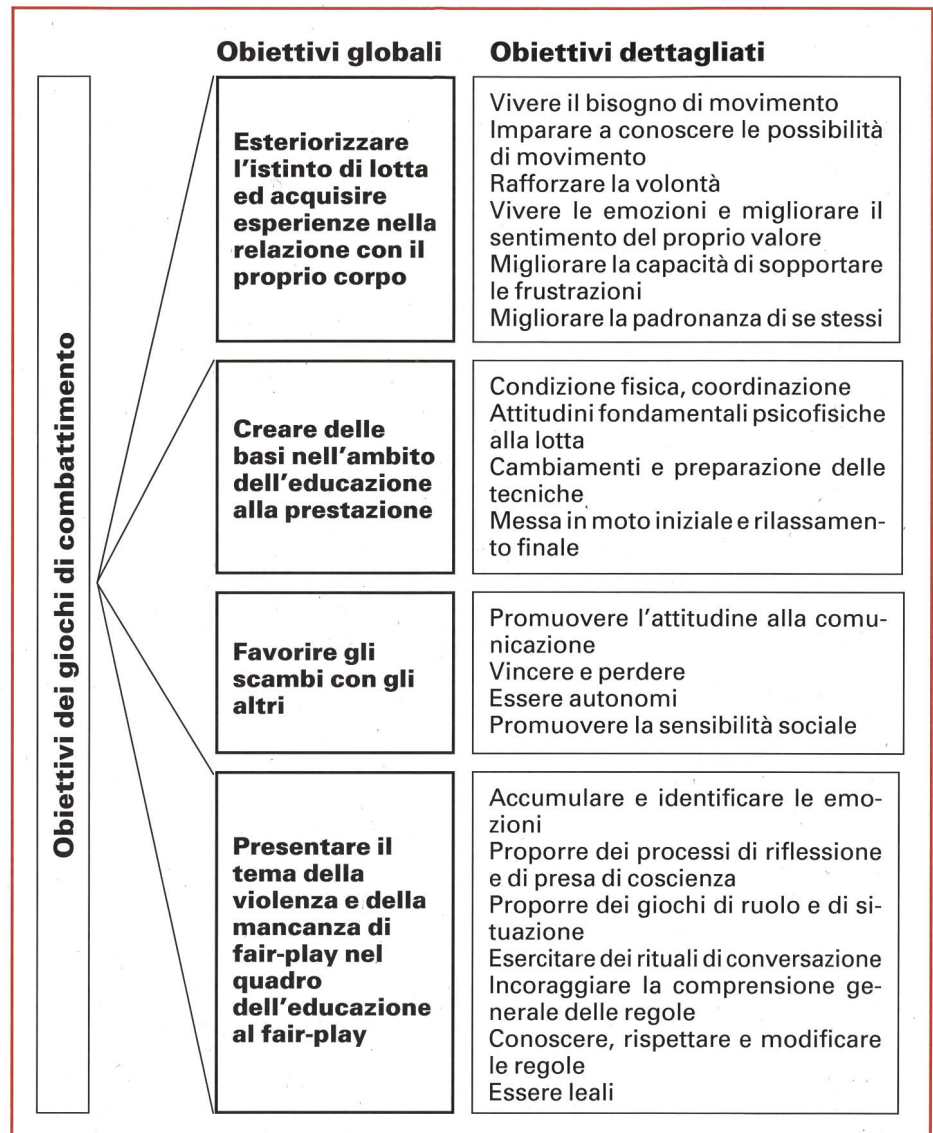 Obiettivi globali
Obiettivi dettagliati
Obiettivi dei giochi di combattimento
Esteriorizzare
l'istinto di lotta
ed acquisire
esperienze nella
relazione con il
proprio corpo
Vivere il bisogno di movimento
Imparare a conoscere le possibilità
di movimento
Rafforzare la volontà
Vivere le emozioni e migliorare il
sentimento del proprio valore
Migliorare la capacità di sopportare
le frustrazioni
Migliorare la padronanza di se stessi
Creare delle
basi nell'ambito
dell'educazione
alla prestazione
Condizione fisica, coordinazione
Attitudini fondamentali psicofisiche
alla lotta
Cambiamenti e preparazione delle
tecniche
Messa in moto iniziale e rilassamen-
to finale
Favorire gli
scambi con gli
altri
Promuovere l'attitudine alla comu-
nicazione
Vincere e perdere
Essere autonomi
Promuovere la sensibilità sociale
Presentare il
tema della
violenza e della
mancanza di
fair-play nel
quadro
dell'educazione
al fair-play
Accumulare e identificare le emo-
zioni
Proporre dei processi di riflessione
e di presa di coscienza
Proporre dei giochi di ruolo e di si-
tuazione
Esercitare dei rituali di conversazione
Incoraggiare la comprensione ge-
nerale delle regole
Conoscere, rispettare e modificare
le regole
Essere leali